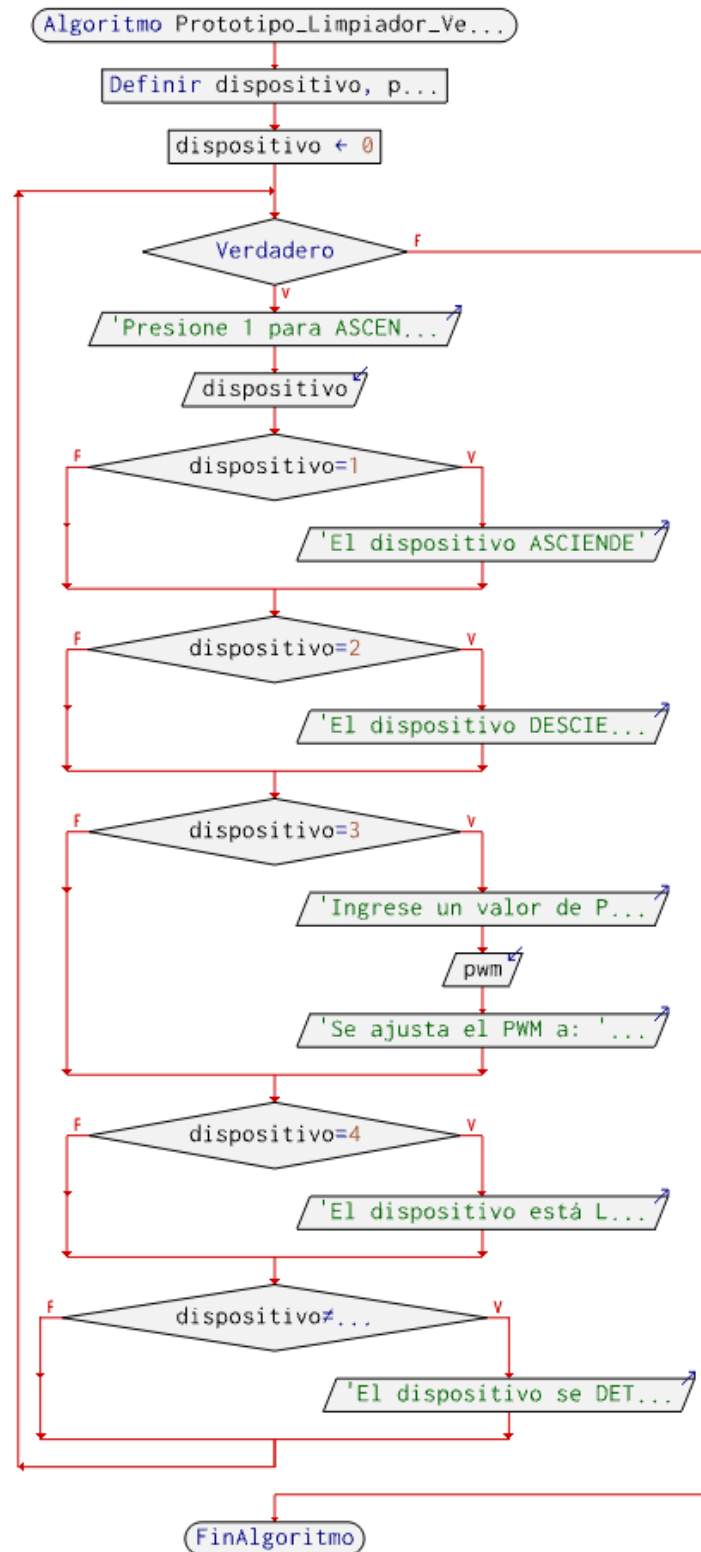 Algoritmo Prototipo_Limpiador_Ve...
Definir dispositivo, p...
dispositivo ← 0
Verdadero
F
V
'Presione 1 para ASCEN...
dispositivo
F
dispositivo=1
V
'El dispositivo ASCIENDE'
F
dispositivo=2
V
'El dispositivo DESCIE...
F
dispositivo=3
V
'Ingrese un valor de P...
pwm
'Se ajusta el PWM a: '...
F
dispositivo=4
V
'El dispositivo está L...
F
dispositivo≠...
V
'El dispositivo se DET...
FinAlgoritmo